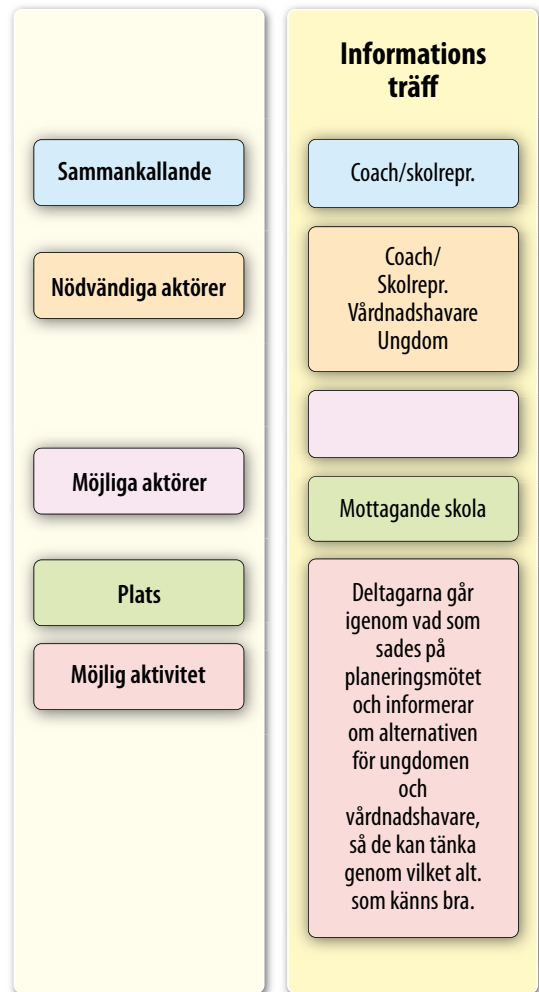 Sammankallande
Nödvändiga aktörer
Möjliga aktörer
Plats
Möjlig aktivitet
Informations
träff
Coach/skolrepr.
Coach/
Skolrepr.
Vårdnadshavare
Ungdom
Mottagande skola
Deltagarna går
igenom vad som
sades på
planeringsmötet
och informerar
om alternativen
för ungdomen
och
vårdnadshavare,
så de kan tänka
genom vilket alt.
som känns bra.